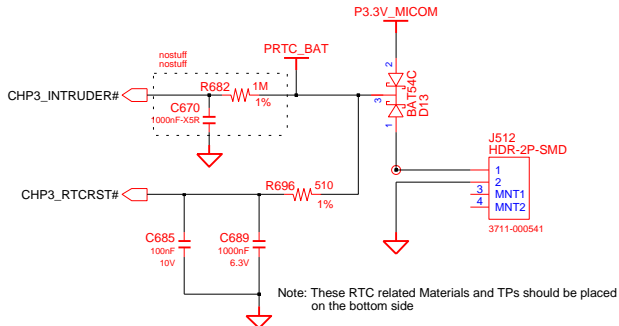 P3.3V_MICOM
nostuff
nostuff
PRTC_BAT
2
R682
1M
CHP3_INTRUDER#
3
BAT54C
D13
C670
1%
1000nF-X5R
1
J512
HDR-2P-SMD
1
2
3
MNT1
4
MNT2
R696
510
CHP3_RTCRST#
1%
3711-000541
C685
C689
100nF
1000nF
10V
6.3V
Note: These RTC related Materials and TPs should be placed
on the bottom side